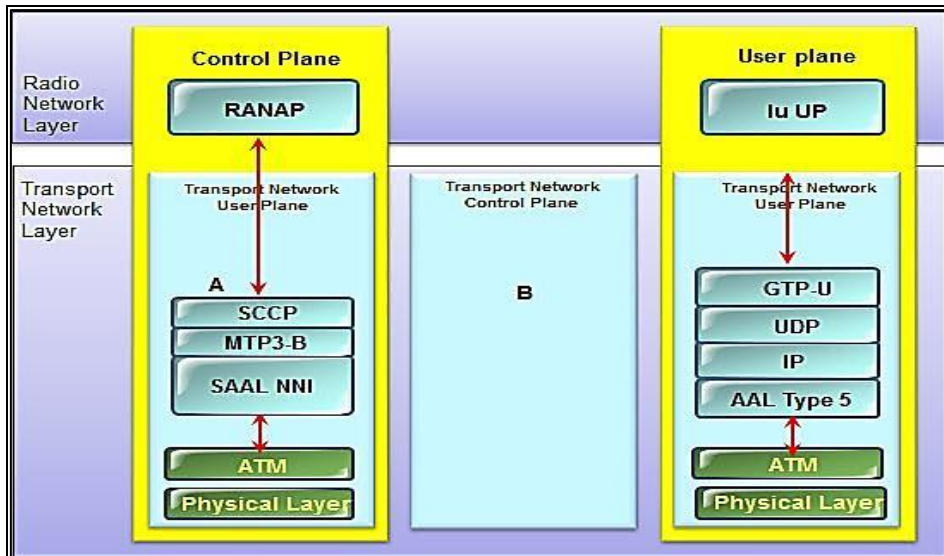 Control Plane
User plane
Radio
Network
Layer
RANAP
Iu UP
Transport
Network
Layer
Transport Network
User Plane
A
SCCP
MTP3-B
SAAL NNI
ATM
Physical Layer
Transport Network
Control Plane
B
Transport Network
User Plane
GTP-U
UDP
IP
AAL Type 5
ATM
Physical Layer